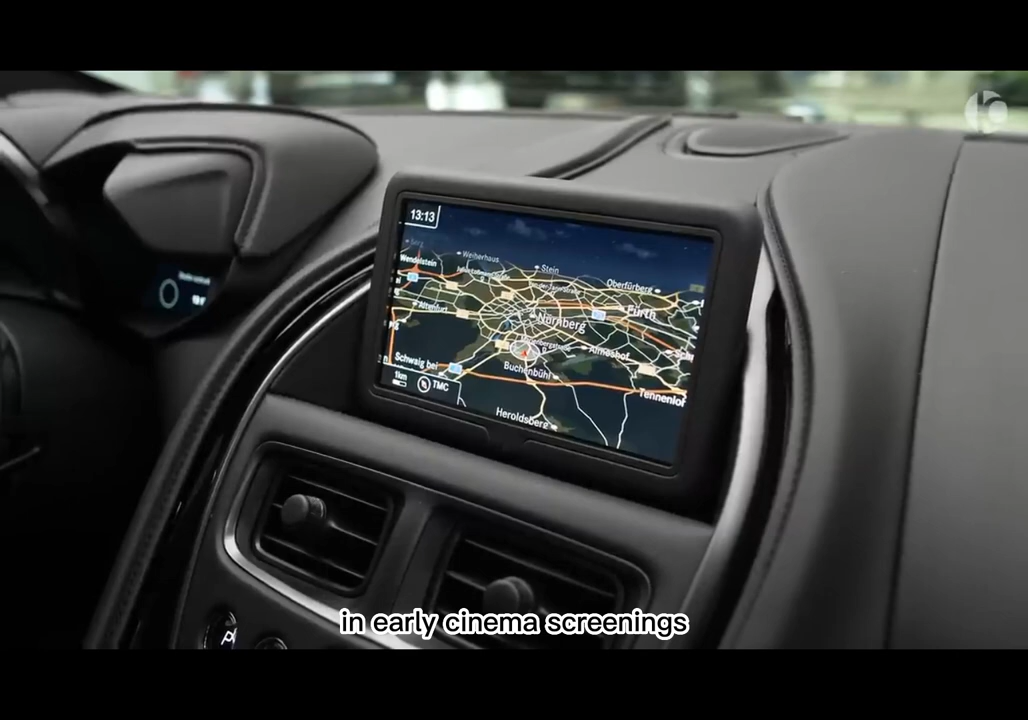 13:13
Weiherhaus
Wendelstein
Stein
Oberfürberg
Altenfurt
Nürnberg
Fürth
Almoshof
Schwaig bei
Buchenbühl
1km
TMC
Tennenlo
Heroldsberg
in early cinema screenings